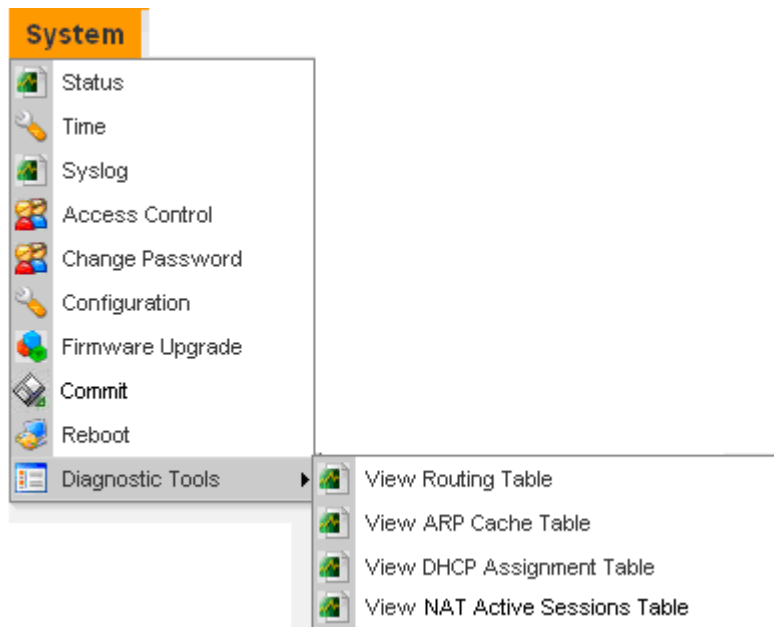 System
Status
Time
Syslog
Access Control
Change Password
Configuration
Firmware Upgrade
Commit
Reboot
Diagnostic Tools
View Routing Table
View ARP Cache Table
View DHCP Assignment Table
View NAT Active Sessions Table